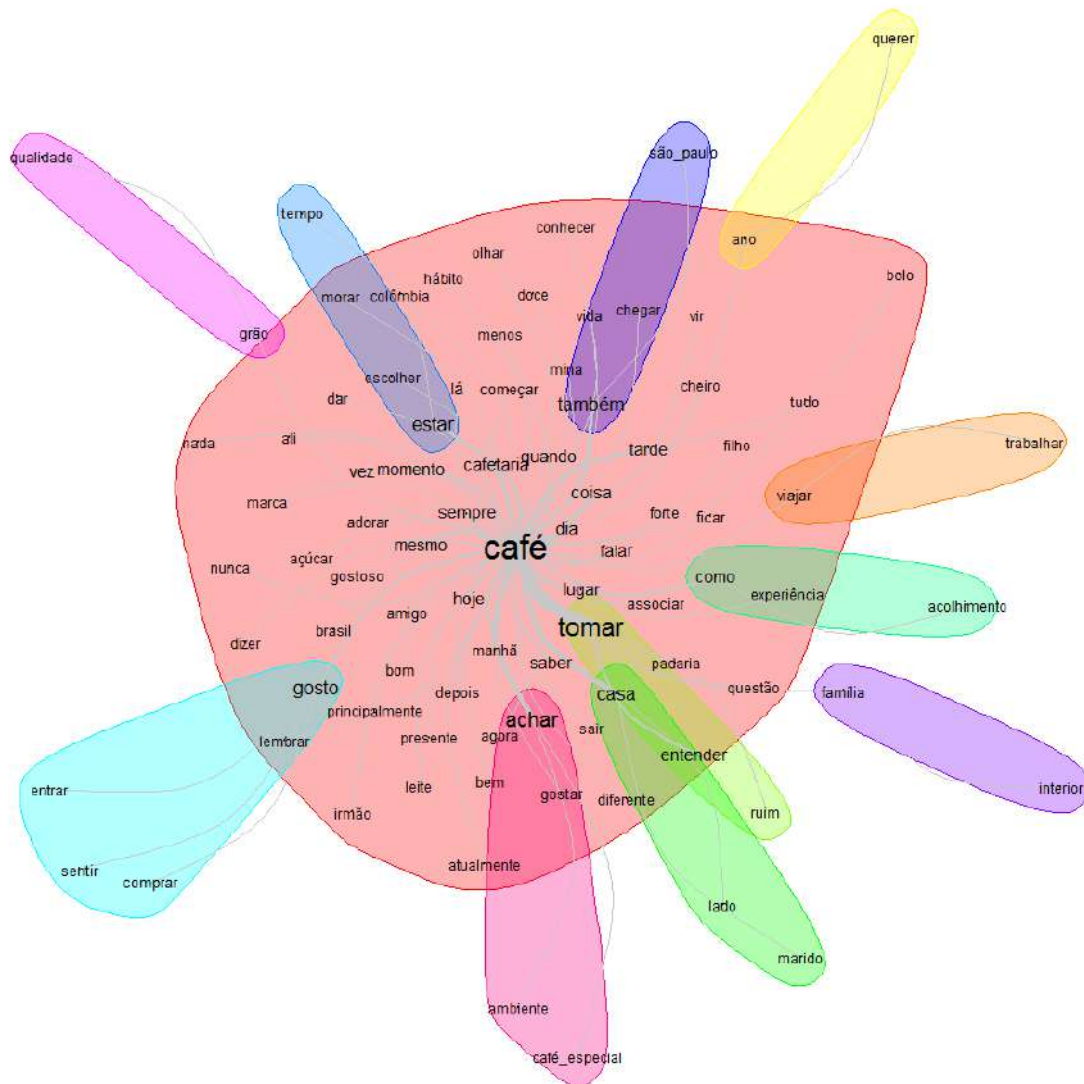 querer
qualidade
são_paulo
tempo
conhecer
ano
olhar
hábito
bolo
morar
colômbia
doce
vida
chegar
vir
grão
menos
mina
escolher
lá
começar
cheiro
dar
também
tudo
estar
nada
ali
quando
tarde
filho
trabalhar
vez
momento
cafetaria
coisa
viajar
marca
sempre
forte
ficar
adorar
dia
mesmo
café
falar
açúcar
nunca
gostoso
como
lugar
experiência
hoje
associar
acolhimento
amigo
brasil
tomar
dizer
manhã
bom
saber
padaria
gosto
depois
casa
questão
família
principalmente
achar
lembrar
presente
agora
sair
entender
bem
leite
gostar
diferente
interior
entrar
irmão
ruim
atualmente
sentir
comprar
lado
marido
ambiente
café_especial